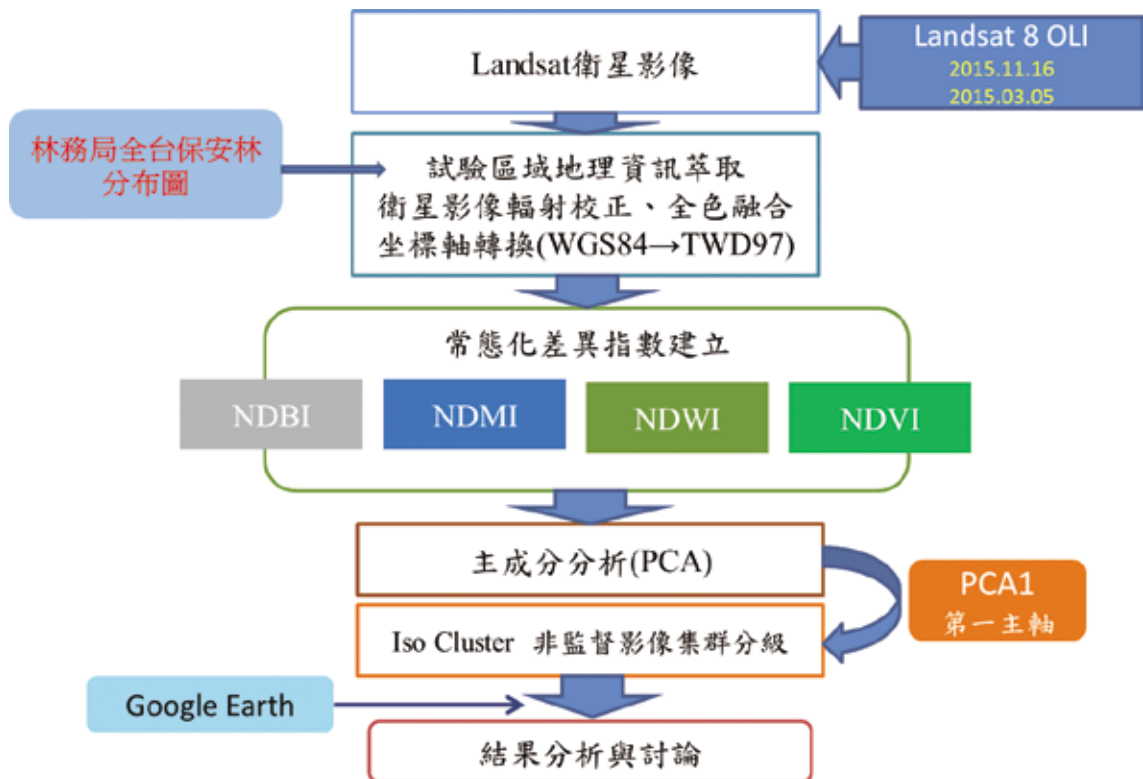 Landsat衛星影像
Landsat 8 OLI
2015.11.16
2015.03.05
林務局全台保安林
分布圖
試驗區域地理資訊萃取
衛星影像輻射校正、全色融合
坐標軸轉換(WGS84→TWD97)
常態化差異指數建立
NDBI
NDMI
NDWI
NDVI
主成分分析(PCA)
PCA1
第一主軸
Iso Cluster 非監督影像集群分級
Google Earth
結果分析與討論